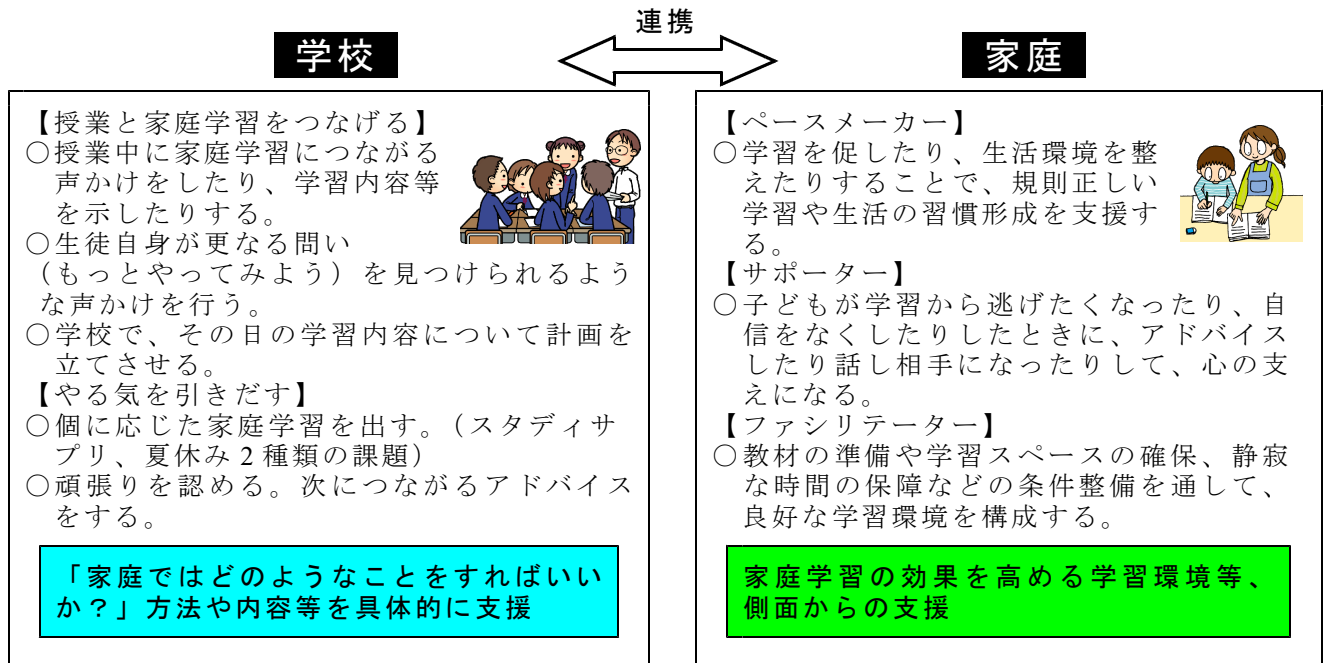 連携
学校
【授業と家庭学習をつなげる】
○授業中に家庭学習につながる
声かけをしたり、学習内容等
を示したりする。
○生徒自身が更なる問い
(もっとやってみよう)を見つけられるよう
な声かけを行う。
○学校で、その日の学習内容について計画を
立てさせる。
【やる気を引きだす】
○個に応じた家庭学習を出す。(スタディサ
プリ、夏休み2種類の課題)
○頑張りを認める。次につながるアドバイス
をする。
「家庭ではどのようなことをすればいい
か?」方法や内容等を具体的に支援
家庭
【ペースメーカー】
○学習を促したり、生活環境を整
えたりすることで、規則正しい
学習や生活の習慣形成を支援す
る。
【サポーター】
○子どもが学習から逃げたくなったり、自
信をなくしたりしたときに、アドバイス
したり話し相手になったりして、心の支
えになる。
【ファシリテーター】
○教材の準備や学習スペースの確保、静寂
な時間の保障などの条件整備を通して、
良好な学習環境を構成する。
家庭学習の効果を高める学習環境等、
側面からの支援